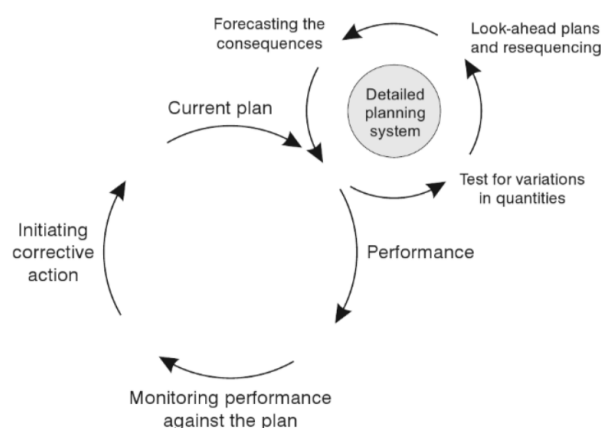 Forecasting the
consequences
Look-ahead plans
and resequencing
Detailed
planning
system
Current plan
Test for variations
in quantities
Initiating
corrective
action
Performance
Monitoring performance
against the plan